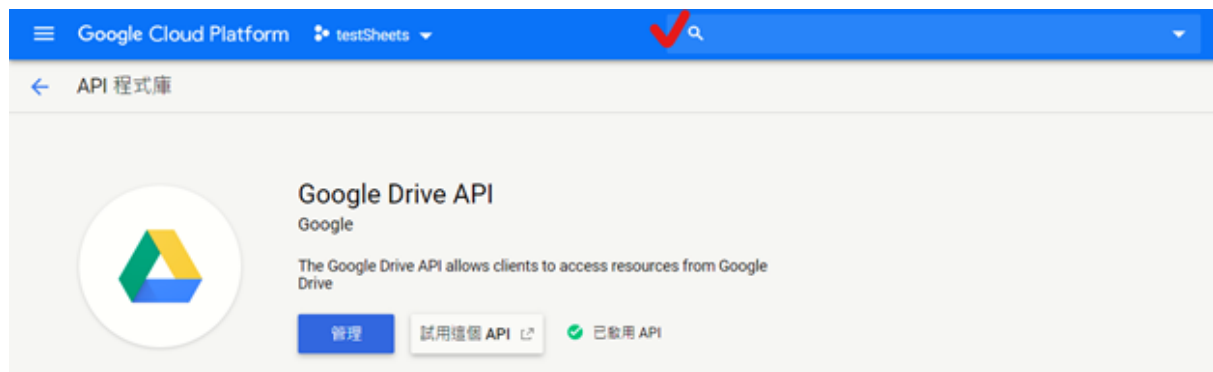 Google Cloud Platform testSheets
API 程式庫
Google Drive API
Google
The Google Drive API allows clients to access resources from Google
Drive
管理 試用這個 API 已啟用 API